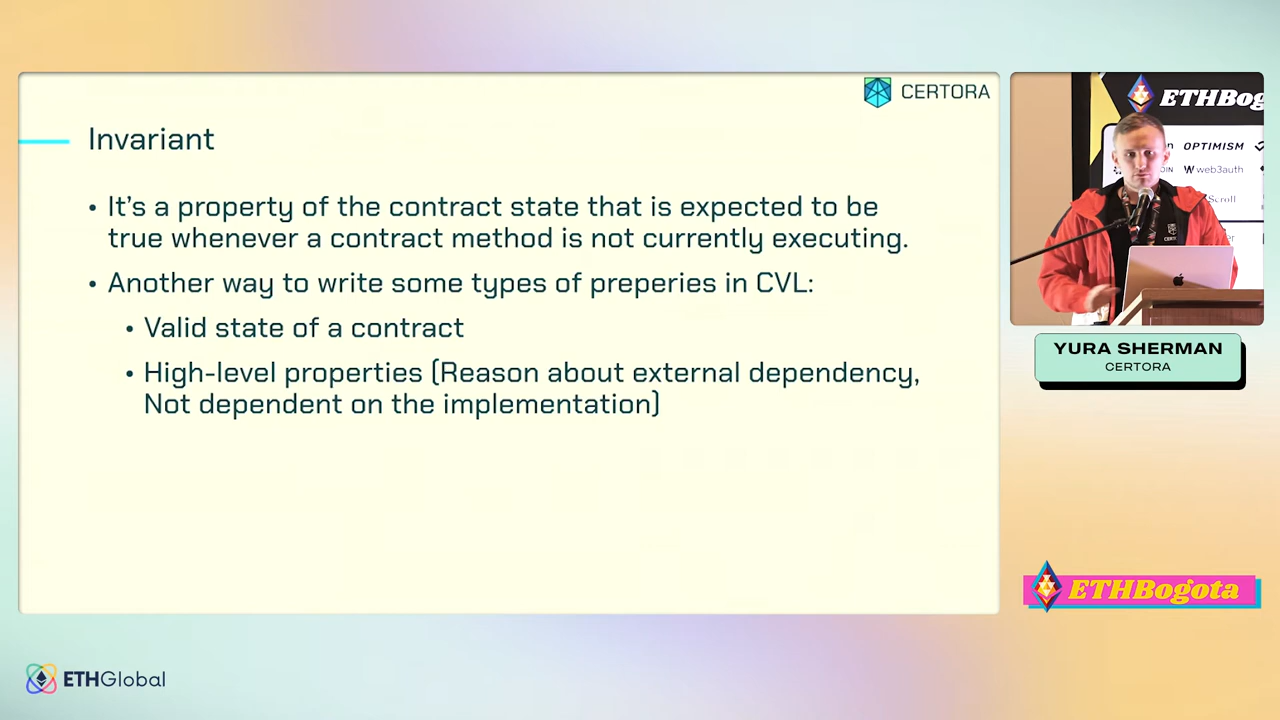 CERTORA
Invariant
• It's a property of the contract state that is expected to be
true whenever a contract method is not currently executing.
• Another way to write some types of preperies in CVL:
• Valid state of a contract
• High-level properties (Reason about external dependency,
Not dependent on the implementation)
ETHBog
OPTIMISM
web3auth
Scroll
YURA SHERMAN
CERTORA
ETHBogota
ETHGlobal